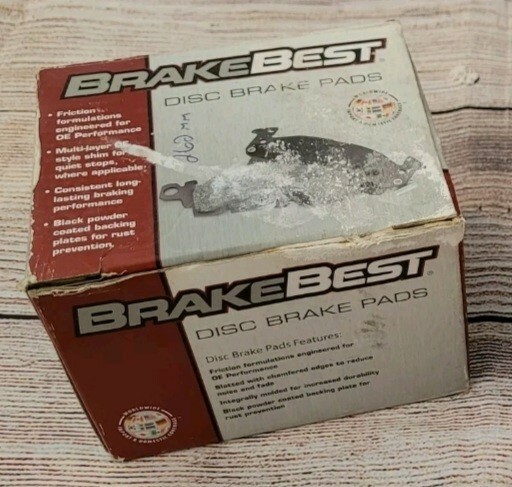 BRAKEBEST®
DISC BRAKE PADS
• Friction
formulations
engineered for
OE Performance
• Multi-layer
style shim for
quiet stops,
where applicable
• Consistent long-
lasting braking
performance
• Black powder
coated backing
plates for rust
prevention.
262mm
BRAKEBEST®
DISC BRAKE PADS
Disc Brake Pads Features:
Friction formulations engineered for
OE Performance
Slotted with chamfered edges to reduce
noise and fade
Integrally molded for increased durability
Black powder coated backing plate for
rust prevention
WORLDWIDE